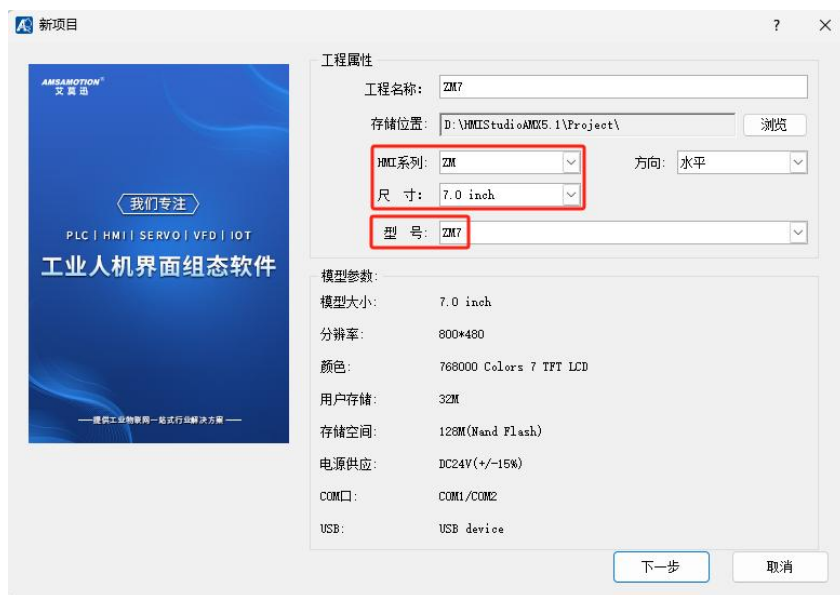 新项目
? ×
AMSAMOTION®
艾莫迅
我们专注
PLC | HMI | SERVO | VFD | IOT
工业人机界面组态软件
——提供工业物联网一站式行业解决方案——
工程属性
工程名称: ZM7
存储位置: D:\HMIStudioAMX5.1\Project\ 浏览
HMI系列: ZM 方向: 水平
尺 寸: 7.0 inch
型 号: ZM7
模型参数:
模型大小: 7.0 inch
分辨率: 800*480
颜色: 768000 Colors 7 TFT LCD
用户存储: 32M
存储空间: 128M(Nand Flash)
电源供应: DC24V(+/-15%)
COM口: COM1/COM2
USB: USB device
下一步 取消